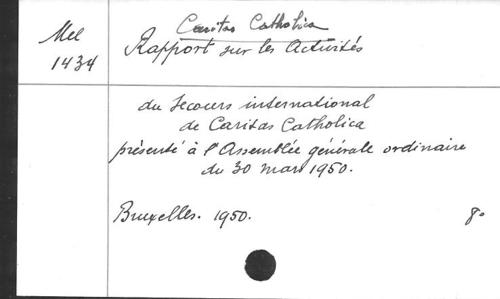 Mel
1434
Caritas Catholica
Rapport sur les Activités
du Secours international
de Caritas Catholica
présenté à l'Assemblée générale ordinaire
du 30 mars 1950.
Bruxelles. 1950.
8°